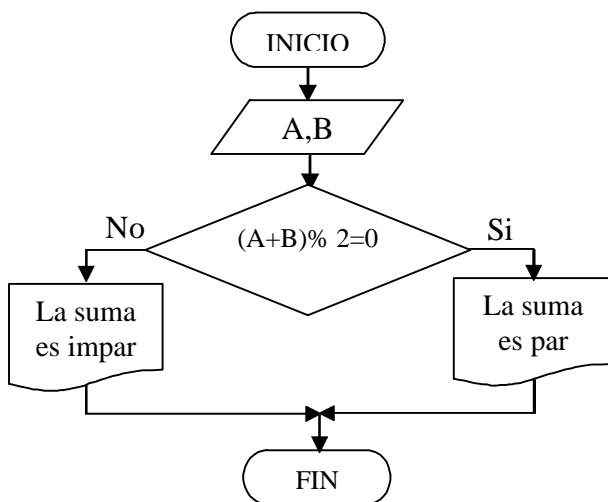 INICIO
A,B
(A+B)% 2=0
No
Si
La suma
es impar
La suma
es par
FIN